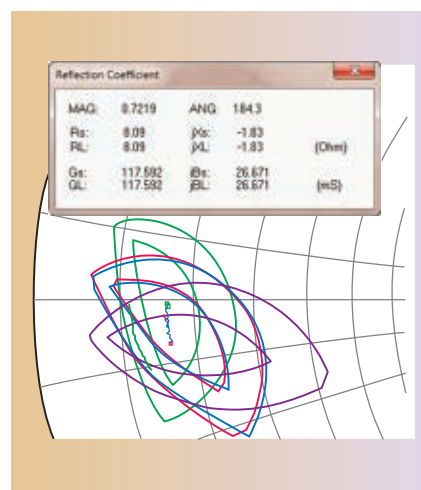 Reflection Coefficient
MAG: 0.7219 ANG: 184.3
Rs: 8.09 jXs: -1.83
RL: 8.09 jXL: -1.83 (Ohm)
Gs: 117.592 jBs: 26.671
GL: 117.592 jBL: 26.671 (mS)